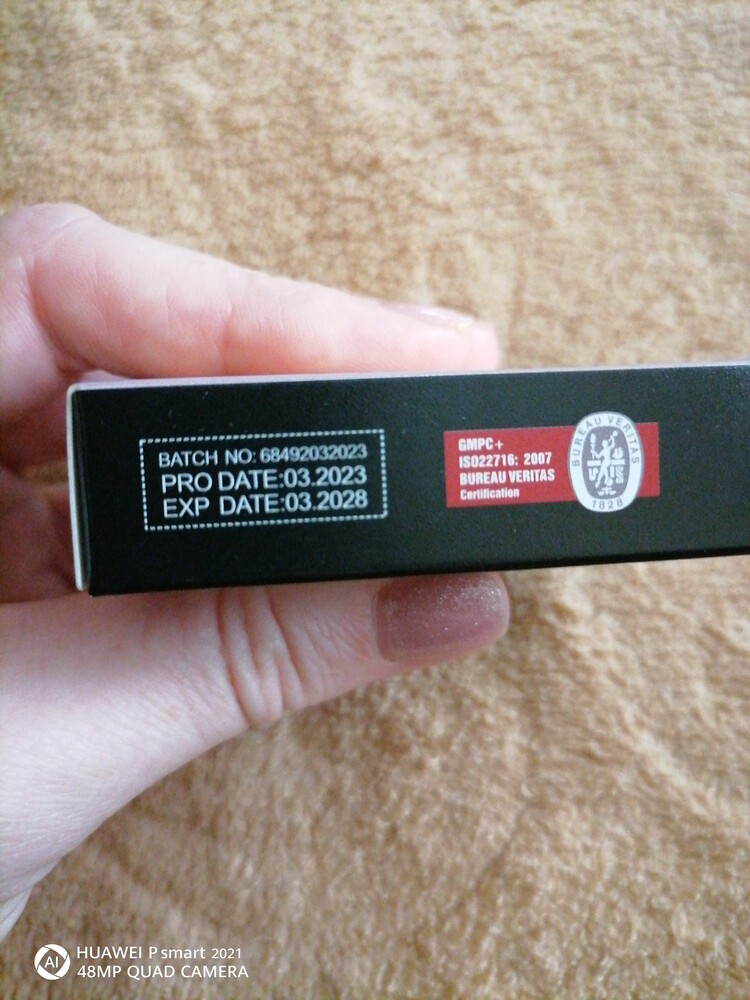 BATCH NO: 68492032023
PRO DATE:03.2023
EXP DATE:03.2028
GMPC+
ISO22716: 2007
BUREAU VERITAS
Certification
BUREAU VERITAS
1828
AI
HUAWEI P smart 2021
48MP QUAD CAMERA